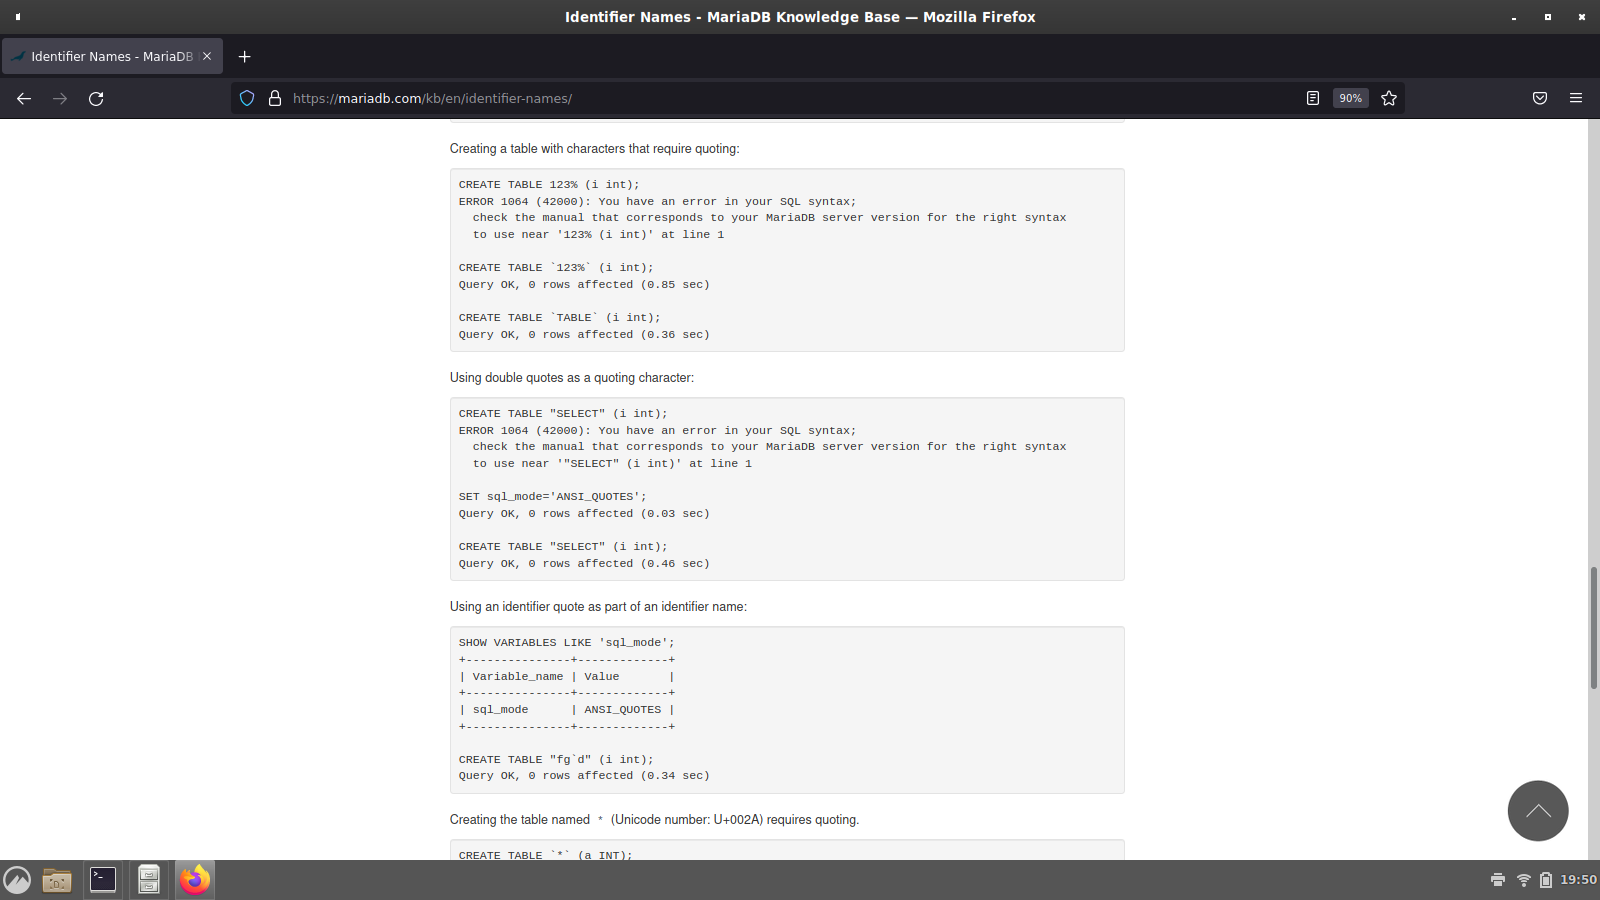 Identifier Names - MariaDB Knowledge Base — Mozilla Firefox
Identifier Names - MariaDB
https://mariadb.com/kb/en/identifier-names/
90%
Creating a table with characters that require quoting:
CREATE TABLE 123% (i int);
ERROR 1064 (42000): You have an error in your SQL syntax;
  check the manual that corresponds to your MariaDB server version for the right syntax
  to use near '123% (i int)' at line 1
CREATE TABLE `123%` (i int);
Query OK, 0 rows affected (0.85 sec)
CREATE TABLE `TABLE` (i int);
Query OK, 0 rows affected (0.36 sec)
Using double quotes as a quoting character:
CREATE TABLE "SELECT" (i int);
ERROR 1064 (42000): You have an error in your SQL syntax;
  check the manual that corresponds to your MariaDB server version for the right syntax
  to use near '"SELECT" (i int)' at line 1
SET sql_mode='ANSI_QUOTES';
Query OK, 0 rows affected (0.03 sec)
CREATE TABLE "SELECT" (i int);
Query OK, 0 rows affected (0.46 sec)
Using an identifier quote as part of an identifier name:
SHOW VARIABLES LIKE 'sql_mode';
+---------------+-------------+
| Variable_name | Value       |
+---------------+-------------+
| sql_mode      | ANSI_QUOTES |
+---------------+-------------+
CREATE TABLE "fg`d" (i int);
Query OK, 0 rows affected (0.34 sec)
Creating the table named * (Unicode number: U+002A) requires quoting.
CREATE TABLE `*` (a INT);
19:50